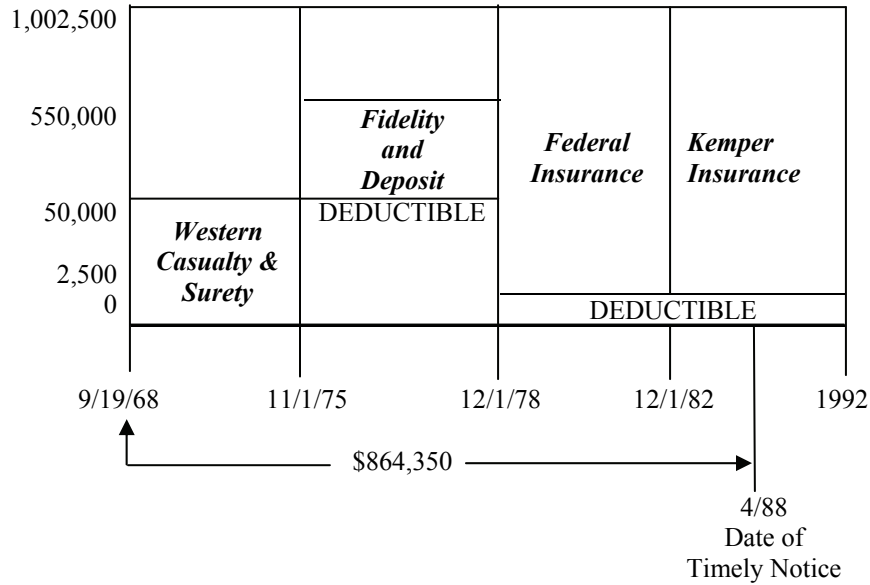 1,002,500
550,000
50,000
2,500
0
Western
Casualty &
Surety
Fidelity
and
Deposit
DEDUCTIBLE
Federal
Insurance
Kemper
Insurance
DEDUCTIBLE
9/19/68
11/1/75
12/1/78
12/1/82
1992
$864,350
4/88
Date of
Timely Notice